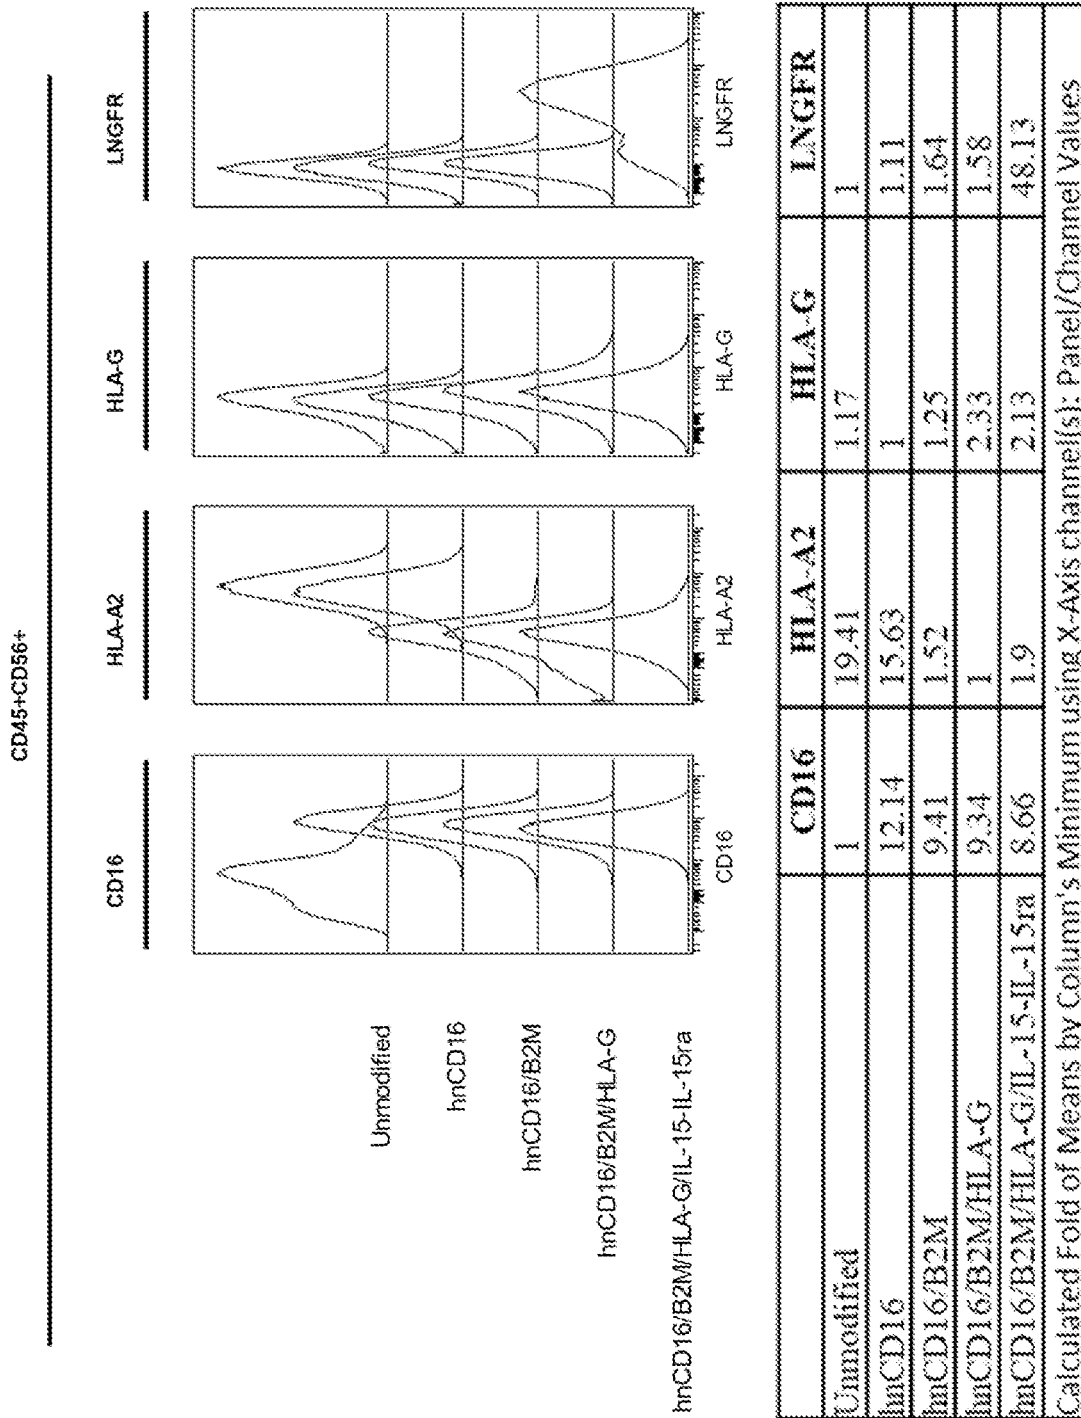 CD45+CD56+
CD16 HLA-A2 HLA-G LNGFR
Unmodified
hnCD16
hnCD16/B2M
hnCD16/B2M/HLA-G
hnCD16/B2M/HLA-G/IL-15-IL-15ra
CD16 HLA-A2 HLA-G LNGFR
CD16 HLA-A2 HLA-G LNGFR
Unmodified 1 19.41 1.17 1
hnCD16 12.14 15.63 1 1.11
hnCD16/B2M 9.41 1.52 1.25 1.64
hnCD16/B2M/HLA-G 9.34 1 2.33 1.58
hnCD16/B2M/HLA-G/IL-15-IL-15ra 8.66 1.9 2.13 48.13
Calculated Fold of Means by Column's Minimum using X-Axis channel(s): Panel/Channel Values